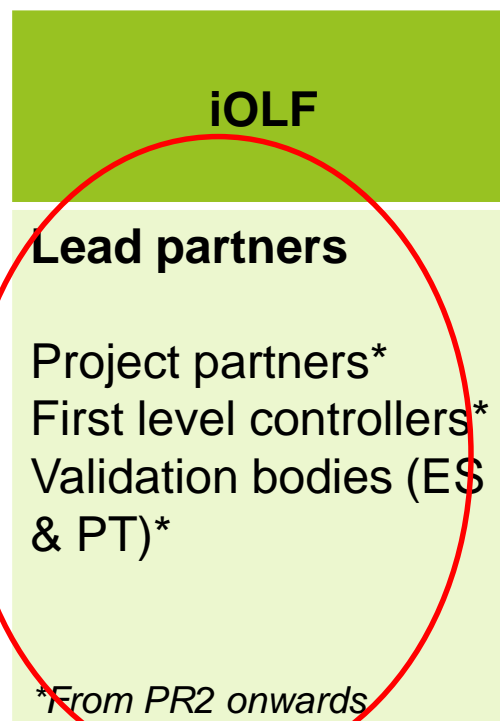 iOLF
Lead partners
Project partners*
First level controllers*
Validation bodies (ES
& PT)*
*From PR2 onwards